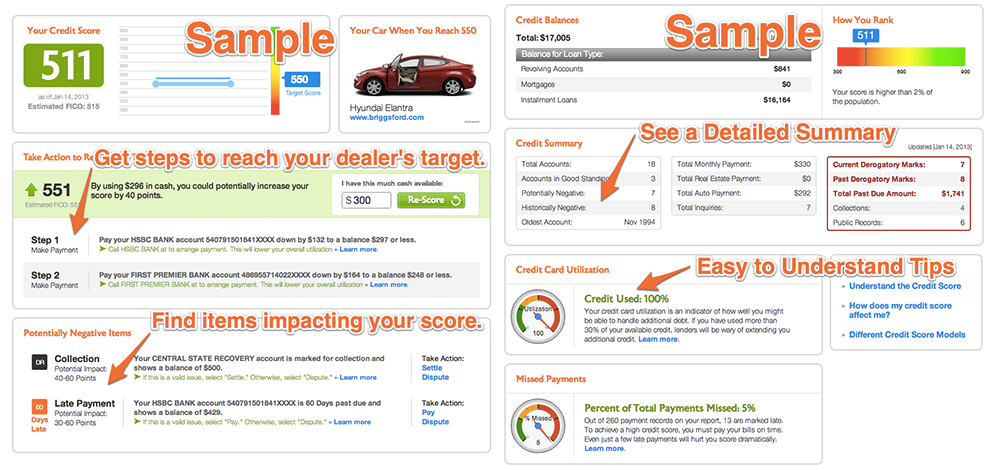 Your Credit Score
511
as of Jan 14, 2013
Estimated FICO: 515
Sample
550
Target Score
Your Car When You Reach 550
Hyundai Elantra
www.briggsford.com
Take Action to Re
Get steps to reach your dealer's target.
551
Estimated FICO: 55
By using $296 in cash, you could potentially increase your
score by 40 points.
I have this much cash available:
$ 300
Re-Score
Step 1
Make Payment
Pay your HSBC BANK account 540791501841XXXX down by $132 to a balance $297 or less.
Call HSBC BANK at to arrange payment. This will lower your overall utilization » Learn more.
Step 2
Make Payment
Pay your FIRST PREMIER BANK account 486955714022XXXX down by $164 to a balance $248 or less.
Call FIRST PREMIER BANK at to arrange payment. This will lower your overall utilization » Learn more.
Potentially Negative Items
Find items impacting your score.
DR
Collection
Potential Impact:
40-60 Points
Your CENTRAL STATE RECOVERY account is marked for collection and
shows a balance of $500.
If this is a valid issue, select "Settle." Otherwise, select "Dispute." » Learn more
Take Action:
Settle
Dispute
60
Days
Late
Late Payment
Potential Impact:
30-60 Points
Your HSBC BANK account 540791501841XXXX is 60 Days past due and
shows a balance of $429.
If this is a valid issue, select "Pay." Otherwise, select "Dispute." » Learn more
Take Action:
Pay
Dispute
Credit Balances
Total: $17,005
Sample
Balance for Loan Type:
Revolving Accounts $841
Mortgages $0
Installment Loans $16,164
How You Rank
511
300 600 900
Your score is higher than 2% of
the population.
See a Detailed Summary
Credit Summary
Updated [Jan 14, 2013]
Total Accounts: 18
Accounts in Good Standing: 3
Potentially Negative: 7
Historically Negative: 8
Oldest Account: Nov 1994
Total Monthly Payment: $330
Total Real Estate Payment: $0
Total Auto Payment: $292
Total Inquiries: 7
Current Derogatory Marks: 7
Past Derogatory Marks: 8
Total Past Due Amount: $1,741
Collections: 4
Public Records: 6
Credit Card Utilization
Easy to Understand Tips
Utilization
100
Credit Used: 100%
Your credit card utilization is an indicator of how well you might
be able to handle additional debt. If you have used more than
30% of your available credit, lenders will be wary of extending you
additional credit. Learn more.
Understand the Credit Score
How does my credit score
affect me?
Different Credit Score Models
Missed Payments
% Missed
5
Percent of Total Payments Missed: 5%
Out of 260 payment records on your report, 13 are marked late.
To achieve a high credit score, you must pay your bills on time.
Even just a few late payments will hurt you score dramatically.
Learn more.